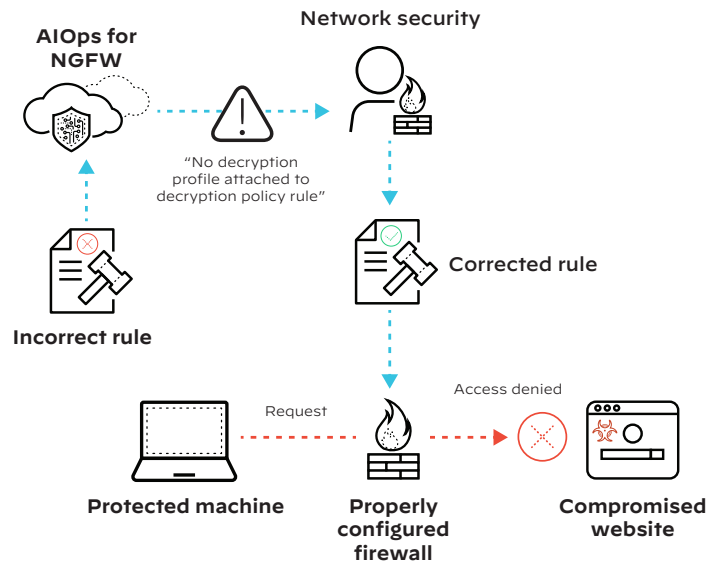 AIOps for
NGFW
Network security
“No decryption
profile attached to
decryption policy rule”
Incorrect rule
Corrected rule
Request
Access denied
Protected machine
Properly
configured
firewall
Compromised
website